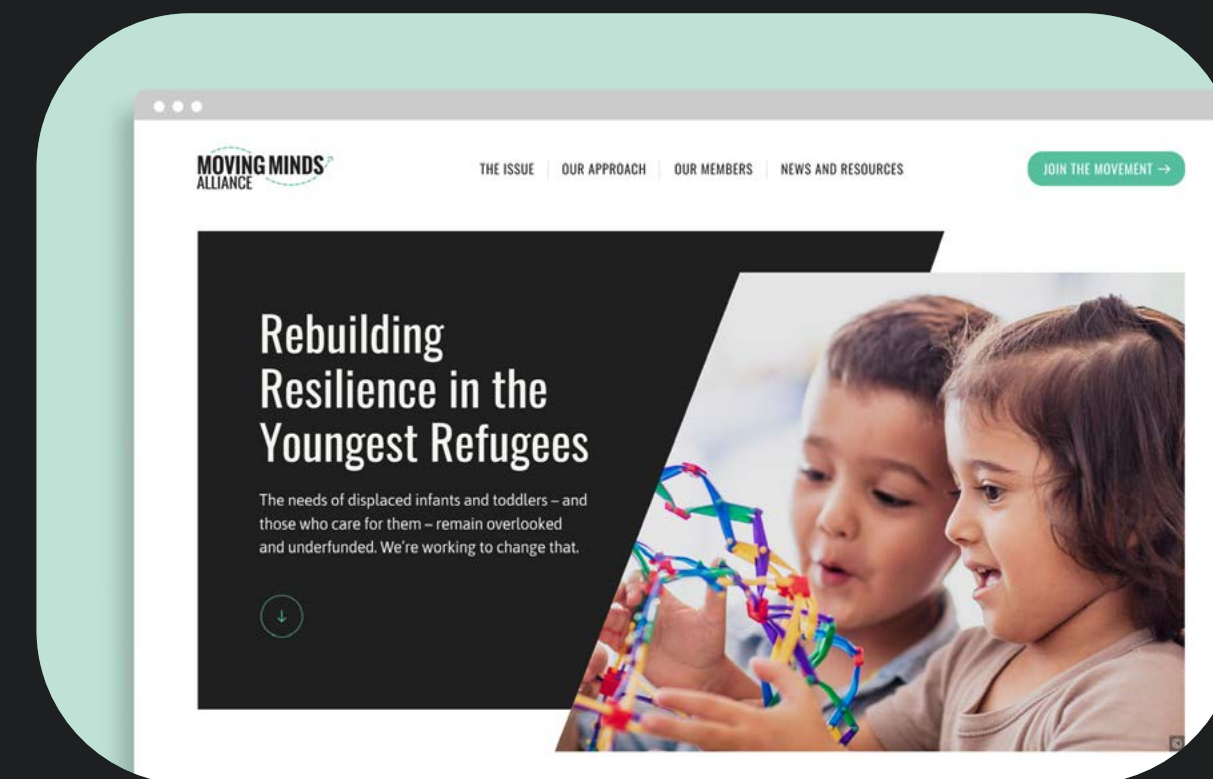 MOVING MINDS
ALLIANCE
THE ISSUE
OUR APPROACH
OUR MEMBERS
NEWS AND RESOURCES
JOIN THE MOVEMENT →
Rebuilding
Resilience in the
Youngest Refugees
The needs of displaced infants and toddlers – and
those who care for them – remain overlooked
and underfunded. We're working to change that.